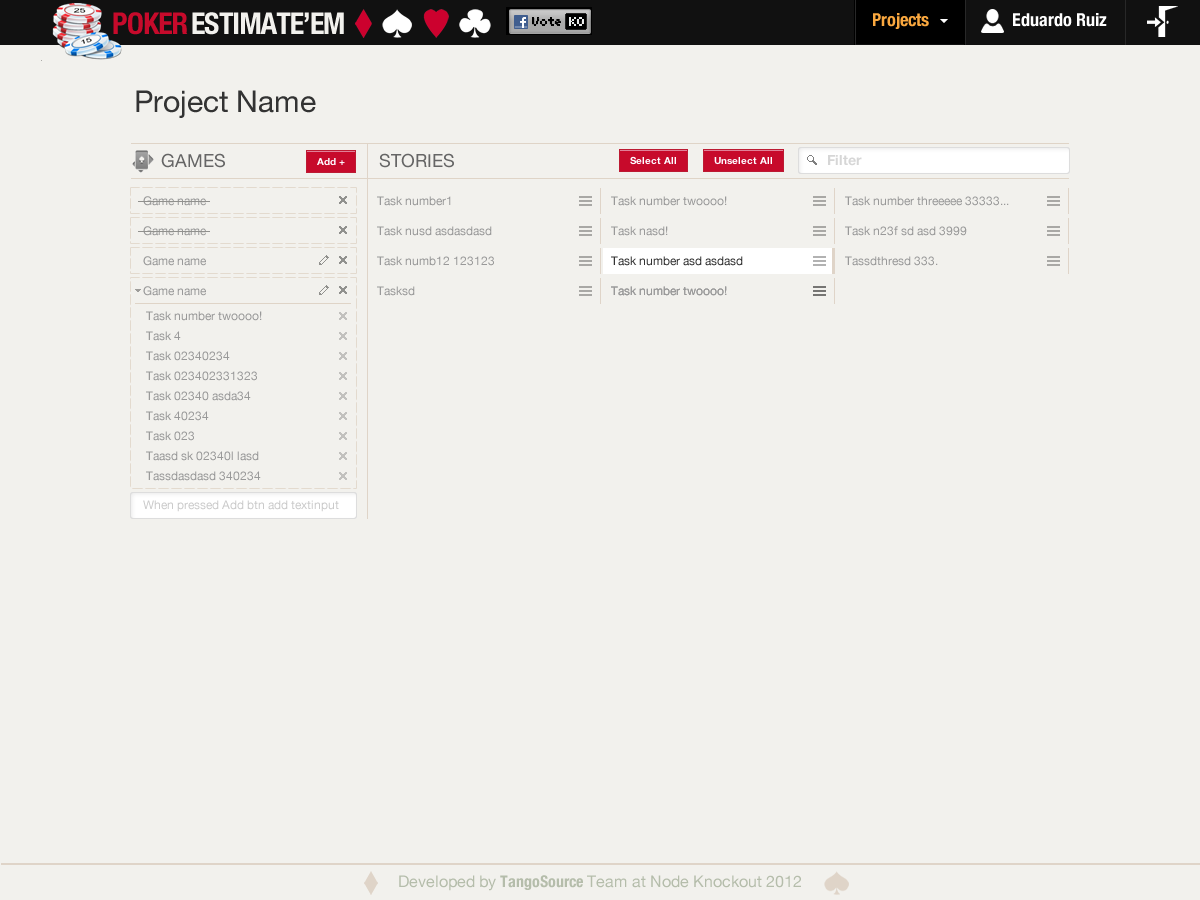 25
15
POKER ESTIMATE'EM
Vote KO
Projects
Eduardo Ruiz
Project Name
GAMES
Add +
STORIES
Select All
Unselect All
Filter
Game name
Game name
Game name
Game name
Task number twoooo!
Task 4
Task 02340234
Task 023402331323
Task 02340 asda34
Task 40234
Task 023
Taasd sk 02340l lasd
Tassdasdasd 340234
When pressed Add btn add textinput
Task number1
Task nusd asdasdasd
Task numb12 123123
Tasksd
Task number twoooo!
Task nasd!
Task number asd asdasd
Task number twoooo!
Task number threeeee 33333...
Task n23f sd asd 3999
Tassdthresd 333.
Developed by TangoSource Team at Node Knockout 2012